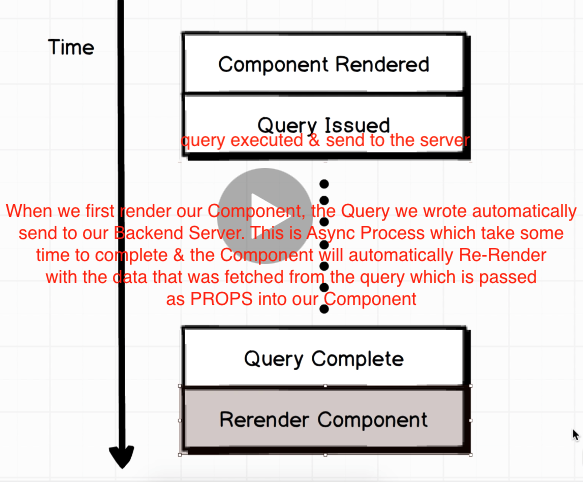 Time
Component Rendered
Query Issued
query executed & send to the server
When we first render our Component, the Query we wrote automatically
send to our Backend Server. This is Async Process which take some
time to complete & the Component will automatically Re-Render
with the data that was fetched from the query which is passed
as PROPS into our Component
Query Complete
Rerender Component